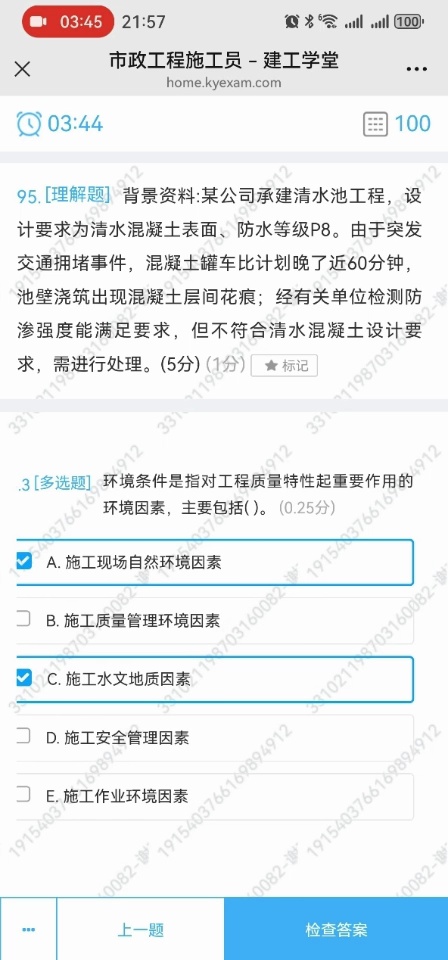 03:45 21:57 6 100
市政工程施工员 - 建工学堂
home.kyexam.com
03:44 100
95. [理解题] 背景资料:某公司承建清水池工程，设
计要求为清水混凝土表面、防水等级P8。由于突发
交通拥堵事件，混凝土罐车比计划晚了近60分钟，
池壁浇筑出现混凝土层间花痕；经有关单位检测防
渗强度能满足要求，但不符合清水混凝土设计要
求，需进行处理。(5分) (1分) ★ 标记
.3 [多选题] 环境条件是指对工程质量特性起重要作用的
环境因素，主要包括( )。 (0.25分)
A. 施工现场自然环境因素
B. 施工质量管理环境因素
C. 施工水文地质因素
D. 施工安全管理因素
E. 施工作业环境因素
... 上一题 检查答案